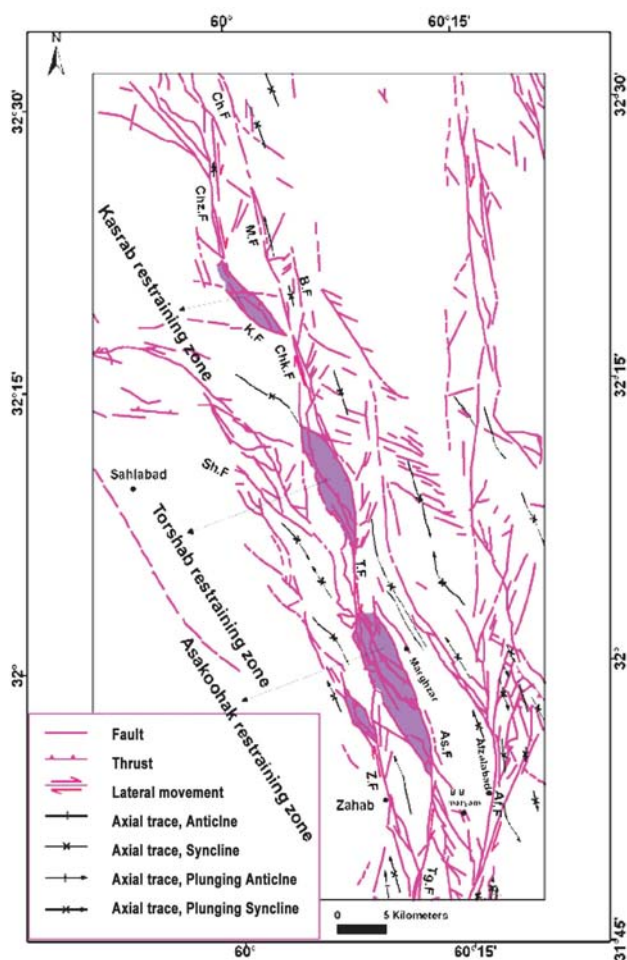 60°
60°15'
32°30'
32°30'
Ch.F
Chz.F
M.F
B.F
Kasrab restraining zone
K.F
Chk.F
32°15'
32°15'
Sh.F
Sahlabad
Torshab restraining zone
T.F
Asakoohak restraining zone
32°
32°
Marghzar
As.F
Afzalabad
Z.F
Zahab
Af.F
Tg.F
Fault
Thrust
Lateral movement
Axial trace, Anticlne
Axial trace, Syncline
Axial trace, Plunging Anticlne
Axial trace, Plunging Syncline
0 5 Kilometers
31°45'
60°
60°15'
N